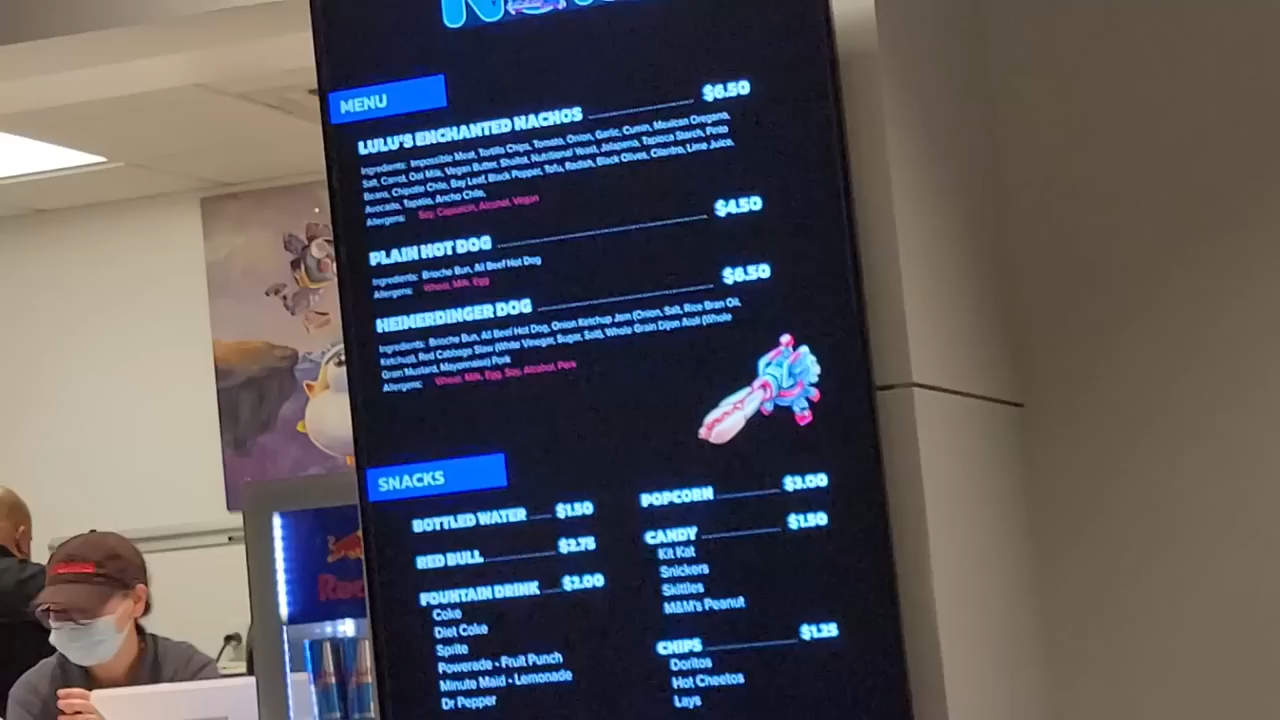 MENU
LULU'S ENCHANTED NACHOS $6.50
Ingredients: Impossible Meat, Tortilla Chips, Tomato, Onion, Garlic, Cumin, Mexican Oregano,
Salt, Carrot, Oat Milk, Vegan Butter, Shallot, Nutritional Yeast, Jalapeno, Tapioca Starch, Pinto
Beans, Chipotle Chile, Bay Leaf, Black Pepper, Tofu, Radish, Black Olives, Cilantro, Lime Juice,
Avocado, Tapatio, Ancho Chile,
Allergens: Soy, Capsaicin, Alcohol, Vegan
PLAIN HOT DOG $4.50
Ingredients: Brioche Bun, All Beef Hot Dog
Allergens: Wheat, Milk, Egg
HEIMERDINGER DOG $6.50
Ingredients: Brioche Bun, All Beef Hot Dog, Onion Ketchup Jam (Onion, Salt, Rice Bran Oil,
Ketchup), Red Cabbage Slaw (White Vinegar, Sugar, Salt), Whole Grain Dijon Aioli (Whole
Grain Mustard, Mayonnaise) Pork
Allergens: Wheat, Milk, Egg, Soy, Alcohol, Pork
SNACKS
BOTTLED WATER $1.50
RED BULL $2.75
FOUNTAIN DRINK $2.00
Coke
Diet Coke
Sprite
Powerade - Fruit Punch
Minute Maid - Lemonade
Dr Pepper
POPCORN $3.00
CANDY $1.50
Kit Kat
Snickers
Skittles
M&M's Peanut
CHIPS $1.25
Doritos
Hot Cheetos
Lays